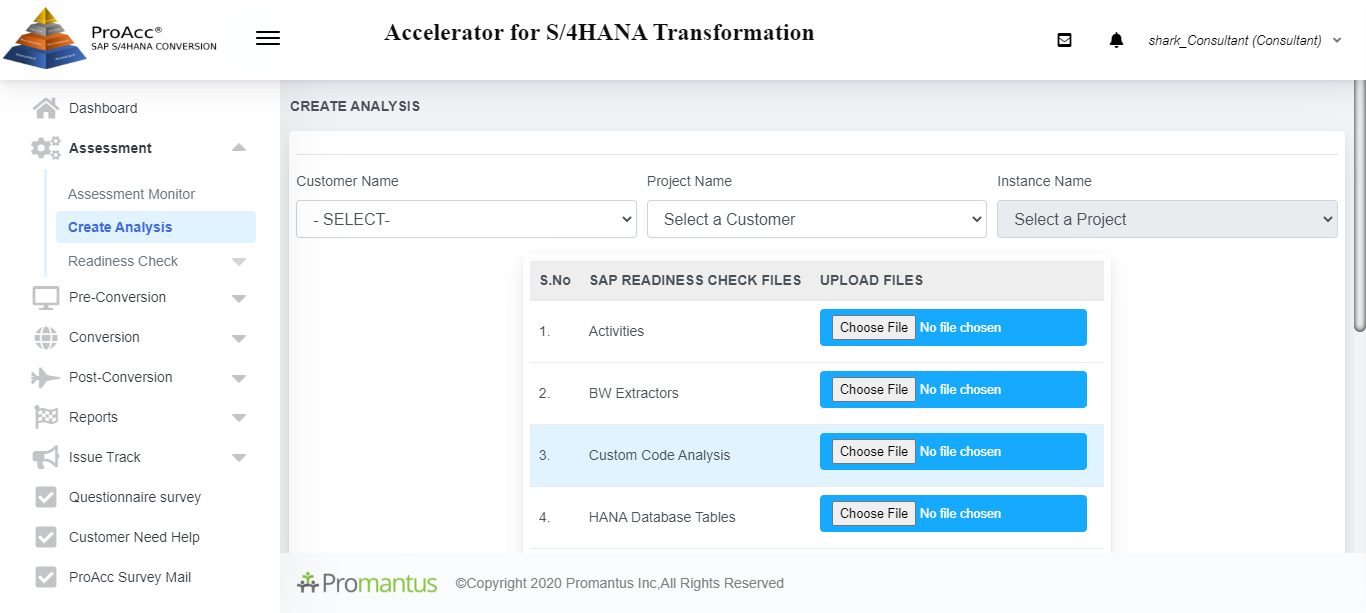 ProAcc®
SAP S/4HANA CONVERSION
Accelerator for S/4HANA Transformation
shark_Consultant (Consultant)
Dashboard
Assessment
Assessment Monitor
Create Analysis
Readiness Check
Pre-Conversion
Conversion
Post-Conversion
Reports
Issue Track
Questionnaire survey
Customer Need Help
ProAcc Survey Mail
CREATE ANALYSIS
Customer Name Project Name Instance Name
- SELECT- Select a Customer Select a Project
S.No SAP READINESS CHECK FILES UPLOAD FILES
1. Activities Choose File No file chosen
2. BW Extractors Choose File No file chosen
3. Custom Code Analysis Choose File No file chosen
4. HANA Database Tables Choose File No file chosen
Promantus ©Copyright 2020 Promantus Inc,All Rights Reserved